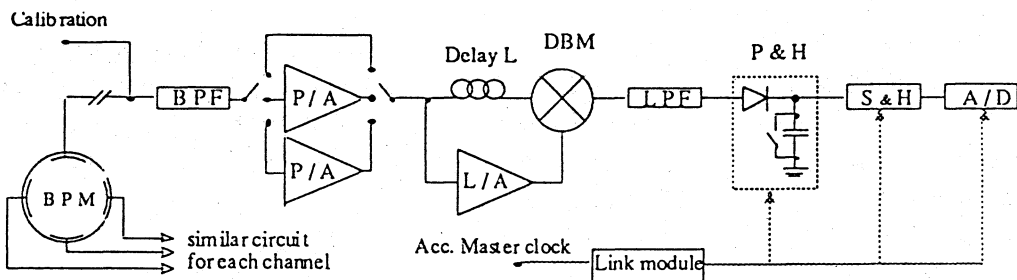 Calibration
BPF
P/A
P/A
Delay L
L/A
DBM
LPF
P & H
S & H
A/D
BPM
similar circuit
for each channel
Acc. Master clock
Link module